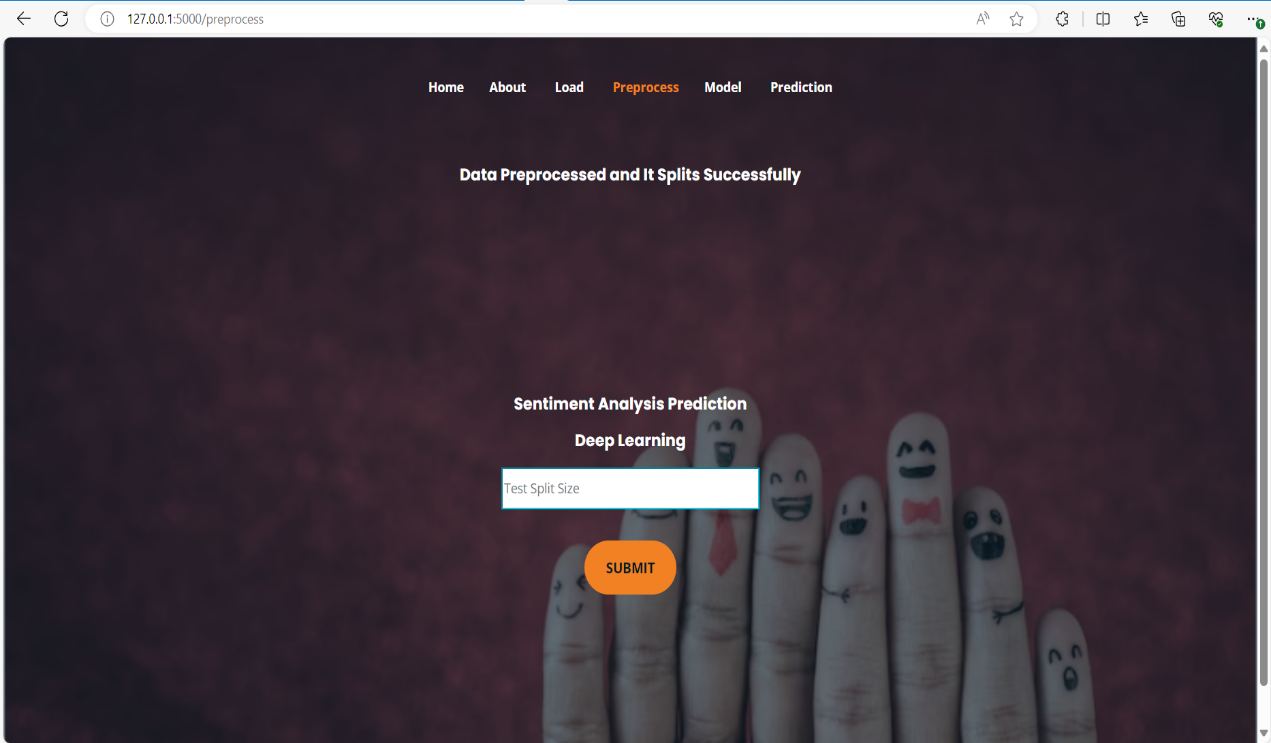 127.0.0.1:5000/preprocess
Home About Load Preprocess Model Prediction
Data Preprocessed and It Splits Successfully
Sentiment Analysis Prediction
Deep Learning
Test Split Size
SUBMIT